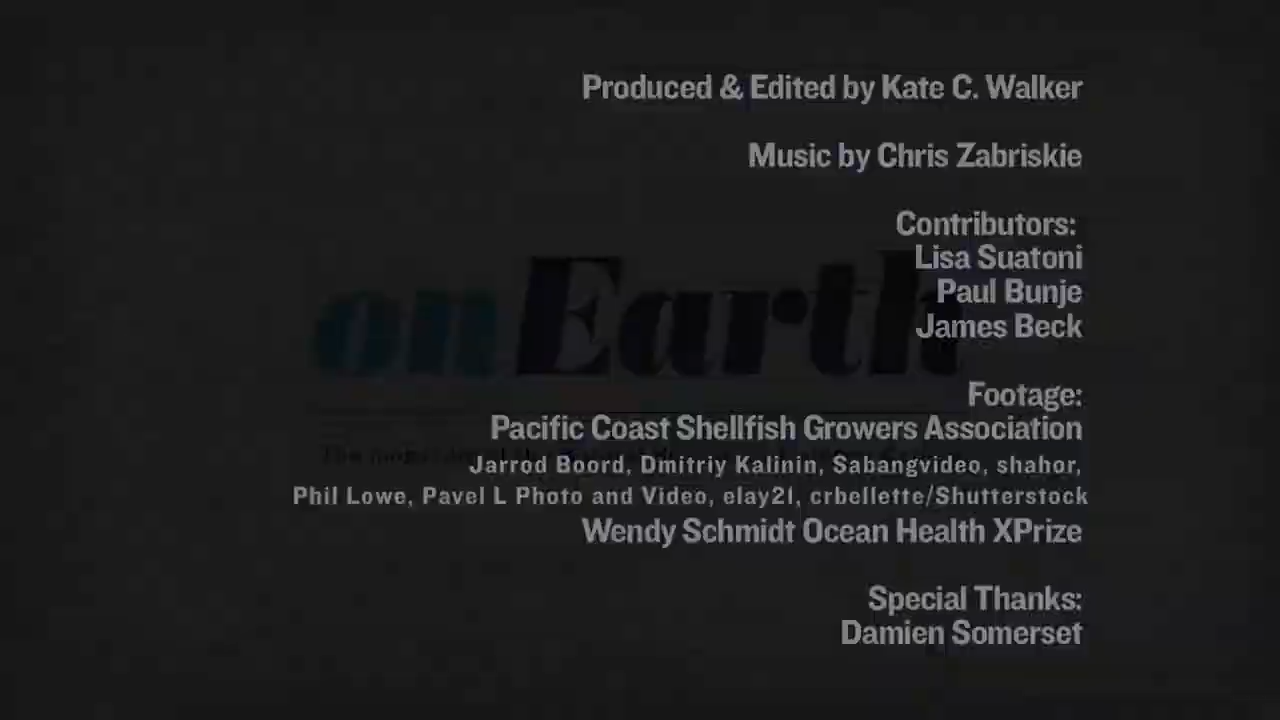 Produced & Edited by Kate C. Walker
Music by Chris Zabriskie
Contributors:
Lisa Suatoni
Paul Bunje
James Beck
onEarth
Footage:
Pacific Coast Shellfish Growers Association
Jarrod Boord, Dmitriy Kalinin, Sabangvideo, shahor,
Phil Lowe, Pavel L Photo and Video, elay2l, crbellette/Shutterstock
Wendy Schmidt Ocean Health XPrize
Special Thanks:
Damien Somerset